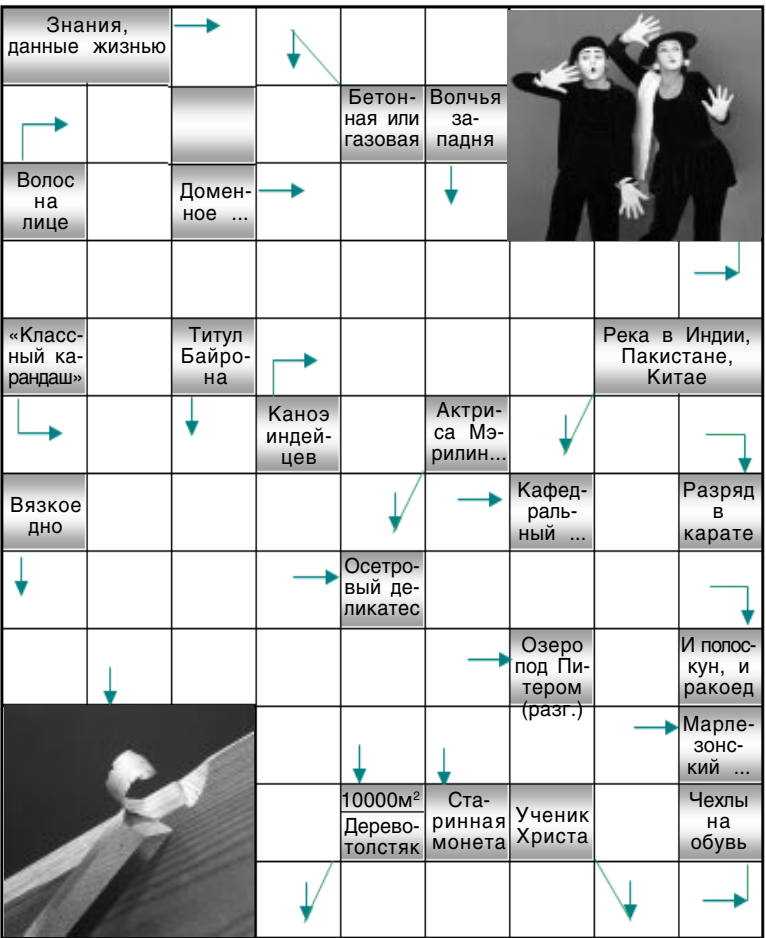 Знания,
данные жизнью
Бетон-
ная или
газовая
Волчья
за-
падня
Волос
на
лице
Домен-
ное ...
«Класс-
ный ка-
рандаш»
Титул
Байро-
на
Река в Индии,
Пакистане,
Китае
Каноэ
индей-
цев
Актри-
са Мэ-
рилин...
Вязкое
дно
Кафед-
раль-
ный ...
Разряд
в
карате
Осетро-
вый де-
ликатес
Озеро
под Пи-
тером
(разг.)
И полос-
кун, и
ракоед
Марле-
зонс-
кий ...
10000м²
Дерево-
толстяк
Ста-
ринная
монета
Ученик
Христа
Чехлы
на
обувь